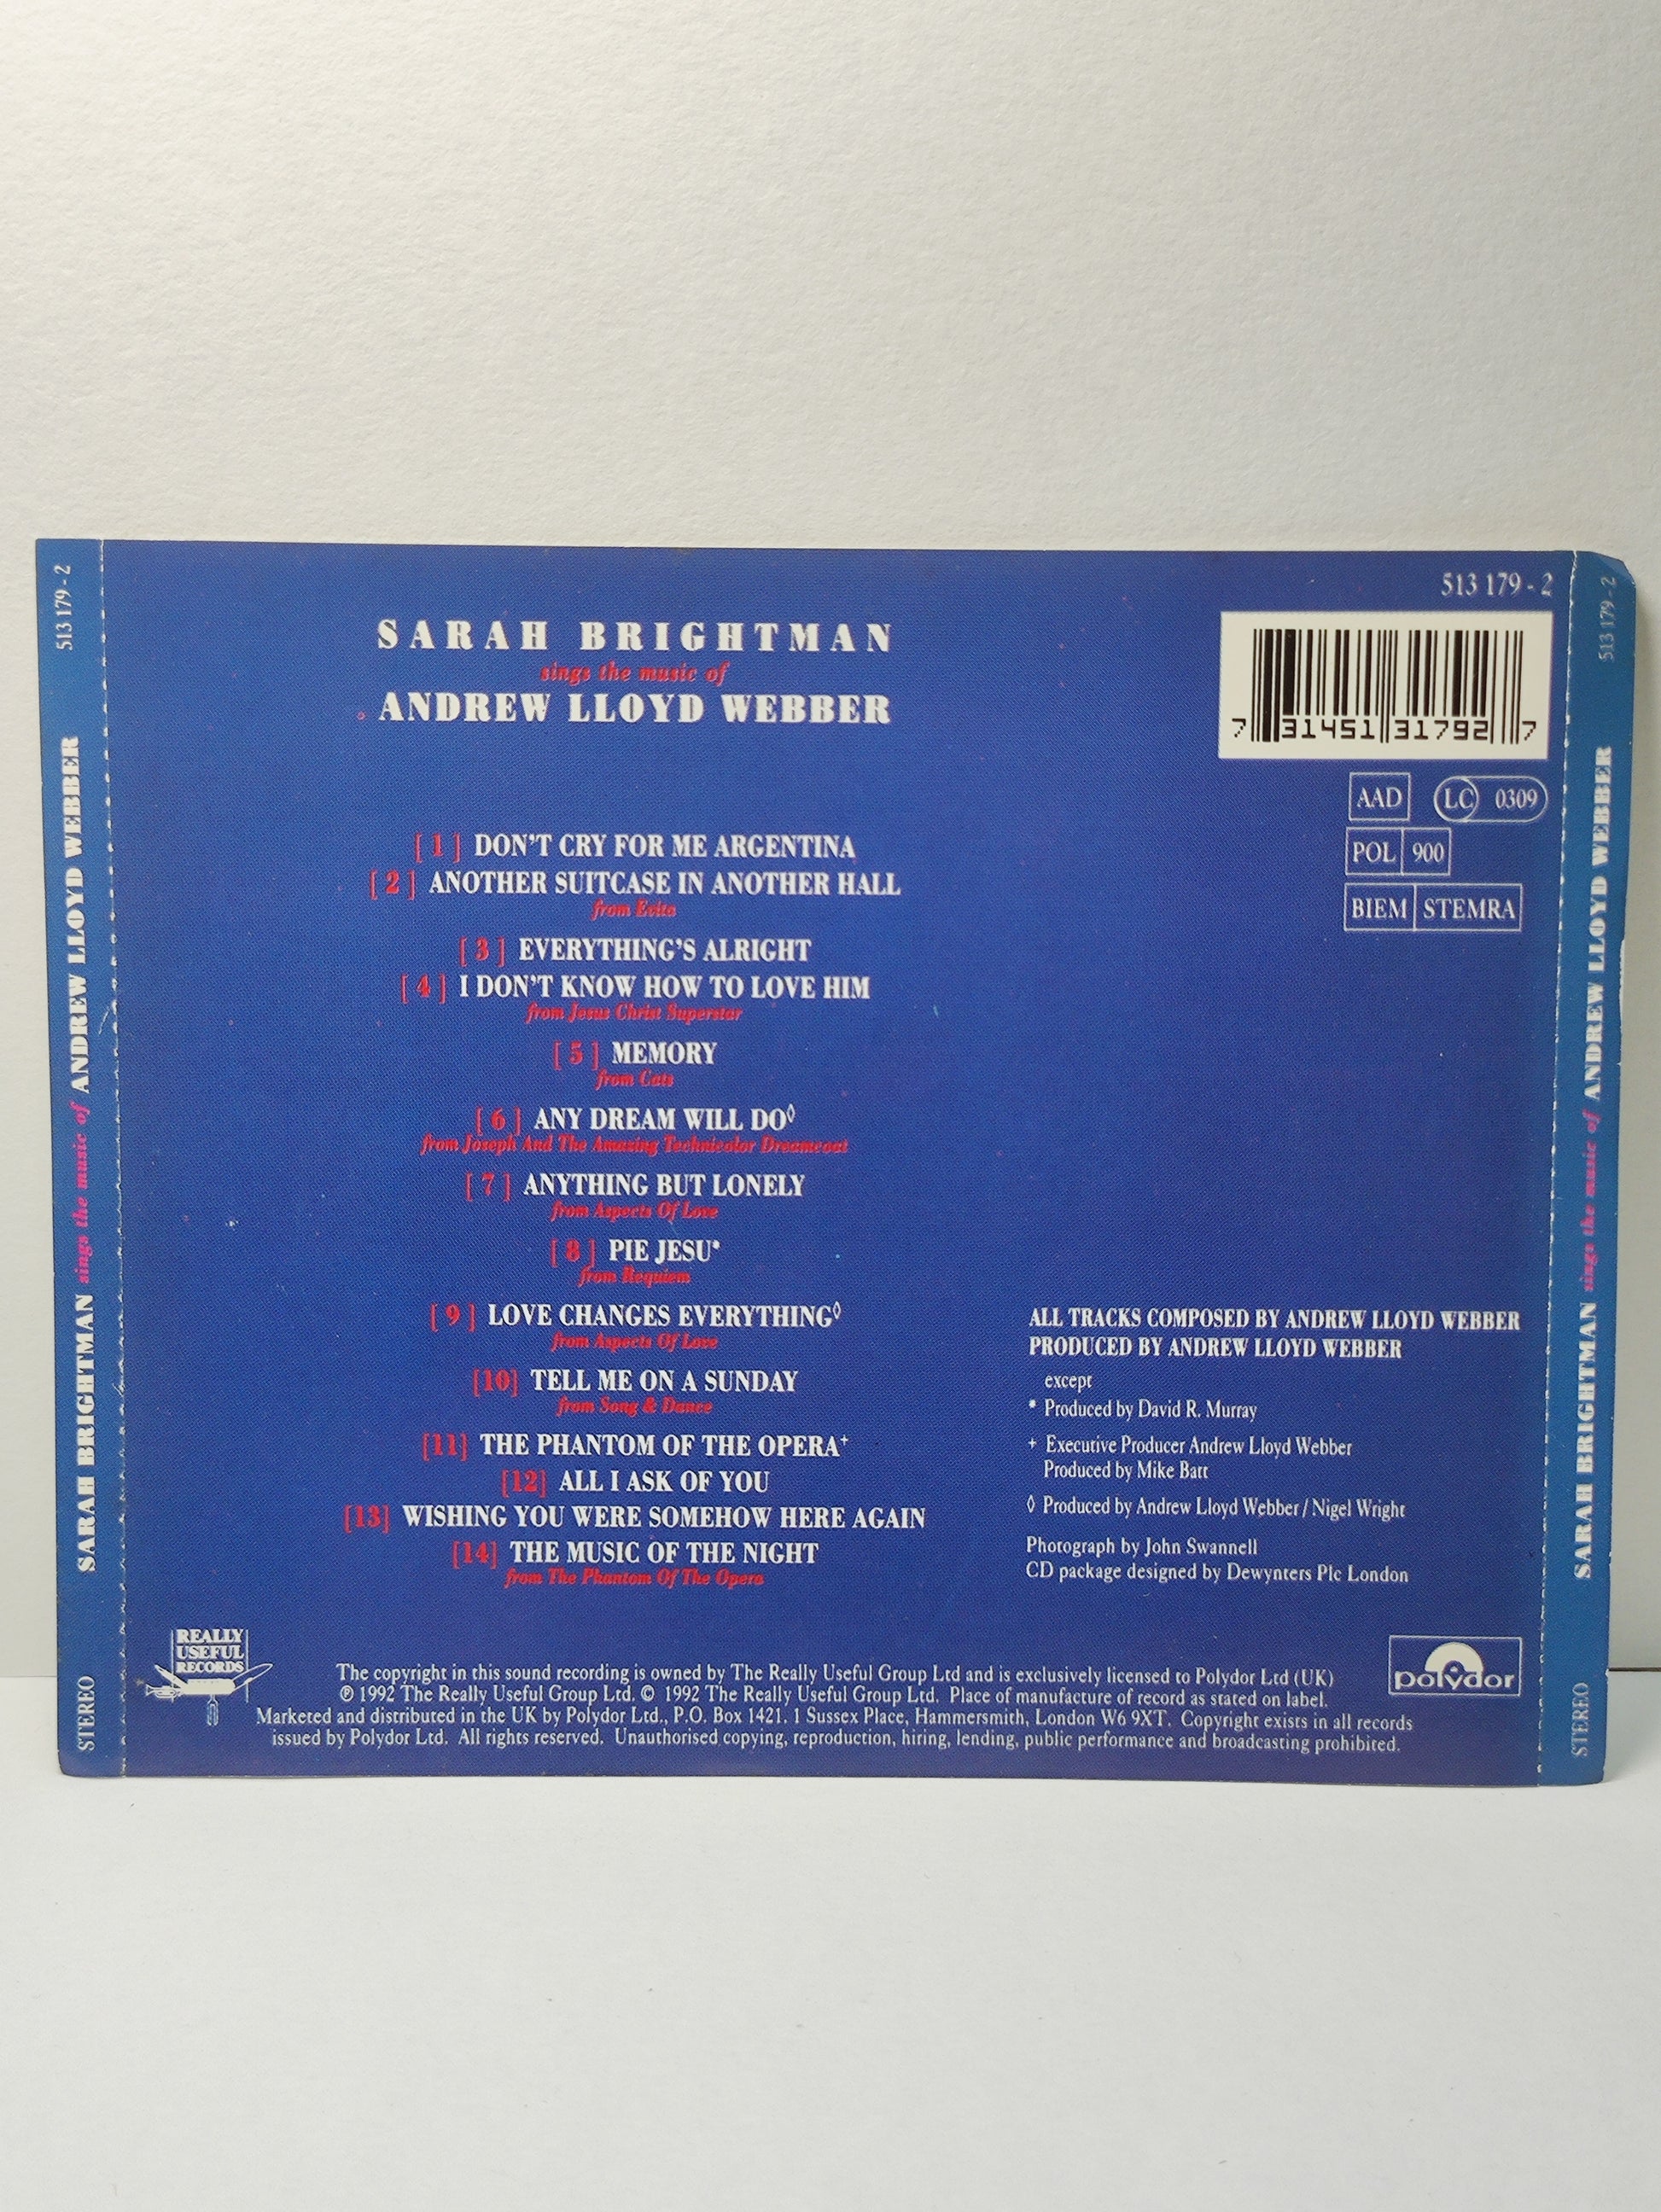 513 179 - 2
SARAH BRIGHTMAN sings the music of ANDREW LLOYD WEBBER
STEREO
513 179 - 2
SARAH BRIGHTMAN
sings the music of
ANDREW LLOYD WEBBER
7 31451 31792 7
AAD LC 0309
POL 900
BIEM STEMRA
[ 1 ] DON'T CRY FOR ME ARGENTINA
[ 2 ] ANOTHER SUITCASE IN ANOTHER HALL
from Evita
[ 3 ] EVERYTHING'S ALRIGHT
[ 4 ] I DON'T KNOW HOW TO LOVE HIM
from Jesus Christ Superstar
[ 5 ] MEMORY
from Cats
[ 6 ] ANY DREAM WILL DO◊
from Joseph And The Amazing Technicolor Dreamcoat
[ 7 ] ANYTHING BUT LONELY
from Aspects Of Love
[ 8 ] PIE JESU*
from Requiem
[ 9 ] LOVE CHANGES EVERYTHING◊
from Aspects Of Love
[10] TELL ME ON A SUNDAY
from Song & Dance
[11] THE PHANTOM OF THE OPERA+
[12] ALL I ASK OF YOU
[13] WISHING YOU WERE SOMEHOW HERE AGAIN
[14] THE MUSIC OF THE NIGHT
from The Phantom Of The Opera
ALL TRACKS COMPOSED BY ANDREW LLOYD WEBBER
PRODUCED BY ANDREW LLOYD WEBBER
except
* Produced by David R. Murray
+ Executive Producer Andrew Lloyd Webber
Produced by Mike Batt
◊ Produced by Andrew Lloyd Webber / Nigel Wright
Photograph by John Swannell
CD package designed by Dewynters Plc London
REALLY
USEFUL
RECORDS
The copyright in this sound recording is owned by The Really Useful Group Ltd and is exclusively licensed to Polydor Ltd (UK)
℗ 1992 The Really Useful Group Ltd. © 1992 The Really Useful Group Ltd. Place of manufacture of record as stated on label.
Marketed and distributed in the UK by Polydor Ltd., P.O. Box 1421, 1 Sussex Place, Hammersmith, London W6 9XT. Copyright exists in all records
issued by Polydor Ltd. All rights reserved. Unauthorised copying, reproduction, hiring, lending, public performance and broadcasting prohibited.
polydor
513 179 - 2
SARAH BRIGHTMAN sings the music of ANDREW LLOYD WEBBER
STEREO